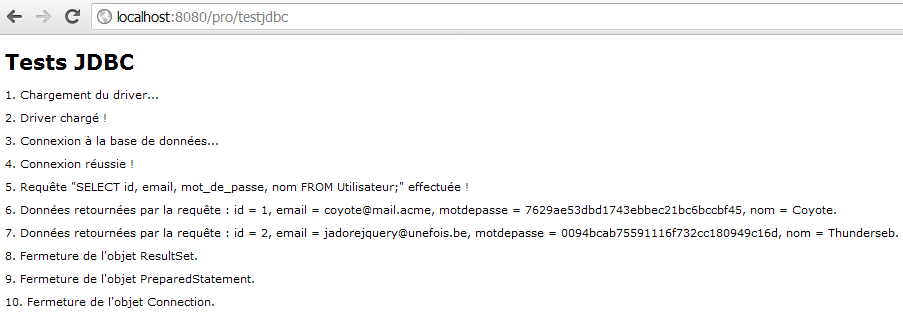 localhost:8080/pro/testjdbc
Tests JDBC
1. Chargement du driver...
2. Driver chargé !
3. Connexion à la base de données...
4. Connexion réussie !
5. Requête "SELECT id, email, mot_de_passe, nom FROM Utilisateur;" effectuée !
6. Données retournées par la requête : id = 1, email = coyote@mail.acme, motdepasse = 7629ae53dbd1743ebbec21bc6bccbf45, nom = Coyote.
7. Données retournées par la requête : id = 2, email = jadorejquery@unefois.be, motdepasse = 0094bcab75591116f732cc180949c16d, nom = Thunderseb.
8. Fermeture de l'objet ResultSet.
9. Fermeture de l'objet PreparedStatement.
10. Fermeture de l'objet Connection.